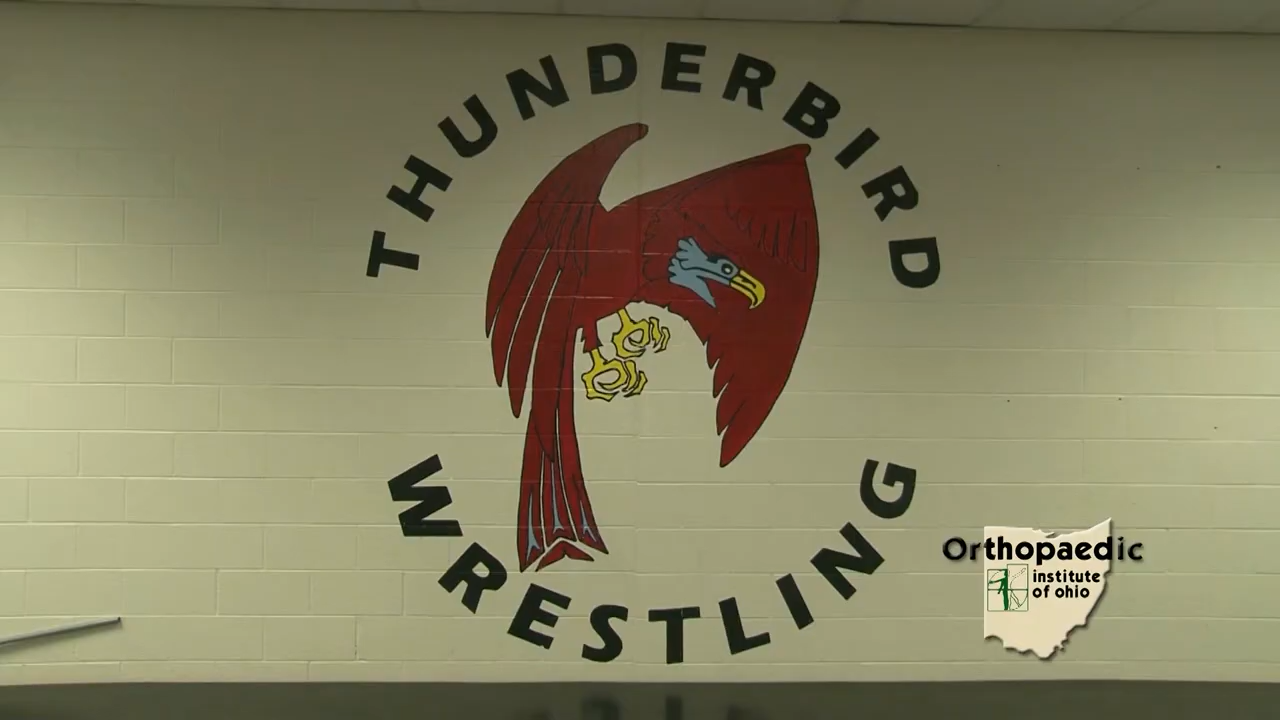 THUNDERBIRD
WRESTLING
Orthopaedic
institute
of ohio